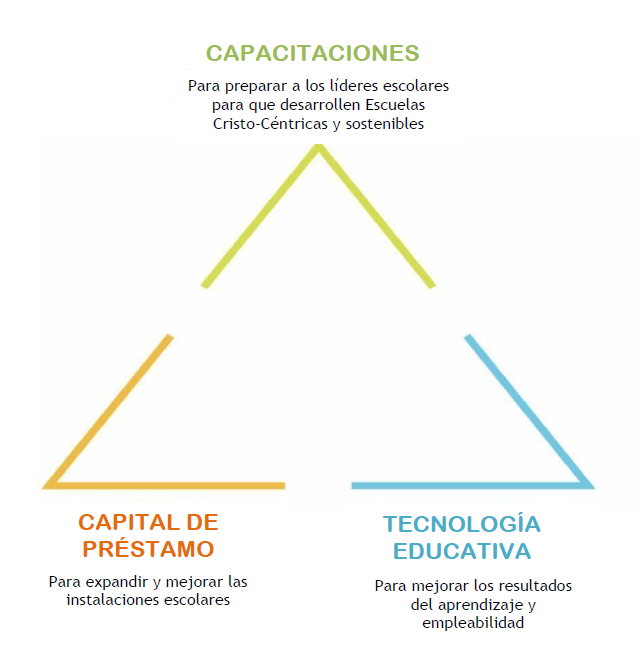 CAPACITACIONES
Para preparar a los líderes escolares
para que desarrollen Escuelas
Cristo-Céntricas y sostenibles
CAPITAL DE
PRÉSTAMO
Para expandir y mejorar las
instalaciones escolares
TECNOLOGÍA
EDUCATIVA
Para mejorar los resultados
del aprendizaje y
empleabilidad